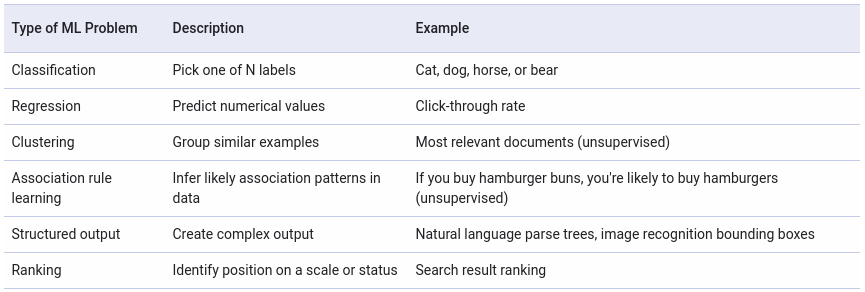 Type of ML Problem Description Example
Classification Pick one of N labels Cat, dog, horse, or bear
Regression Predict numerical values Click-through rate
Clustering Group similar examples Most relevant documents (unsupervised)
Association rule Infer likely association patterns in If you buy hamburger buns, you're likely to buy hamburgers
learning data (unsupervised)
Structured output Create complex output Natural language parse trees, image recognition bounding boxes
Ranking Identify position on a scale or status Search result ranking